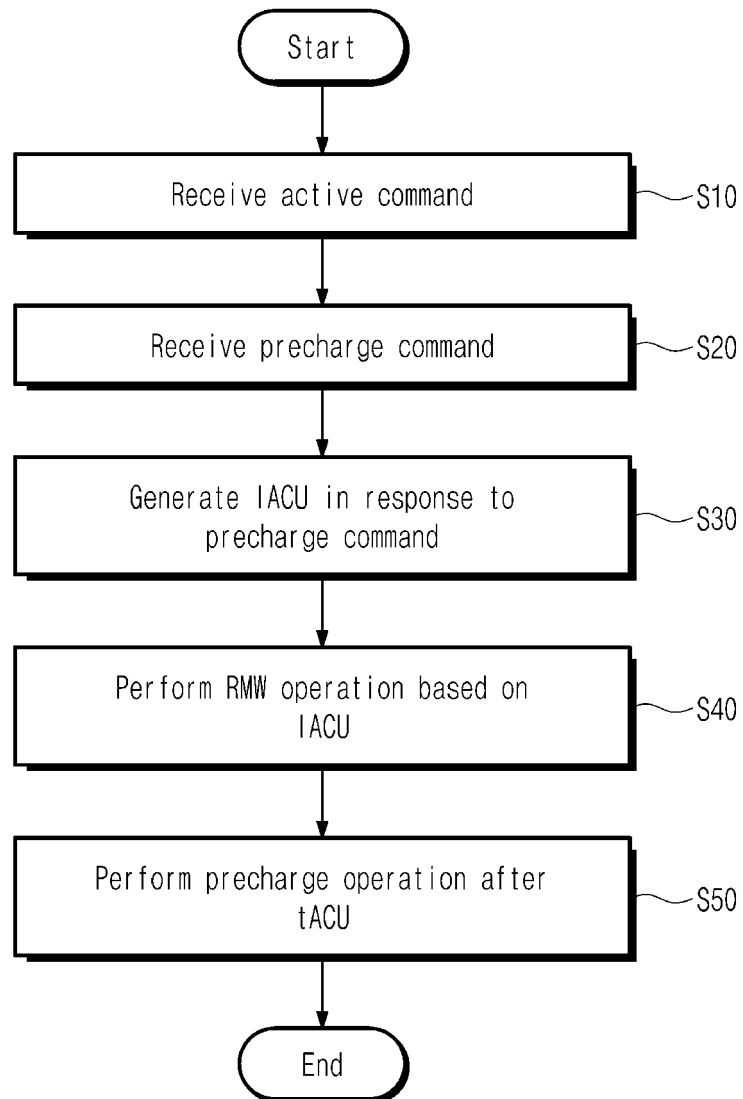 Start
Receive active command
S10
Receive precharge command
S20
Generate IACU in response to
precharge command
S30
Perform RMW operation based on
IACU
S40
Perform precharge operation after
tACU
S50
End